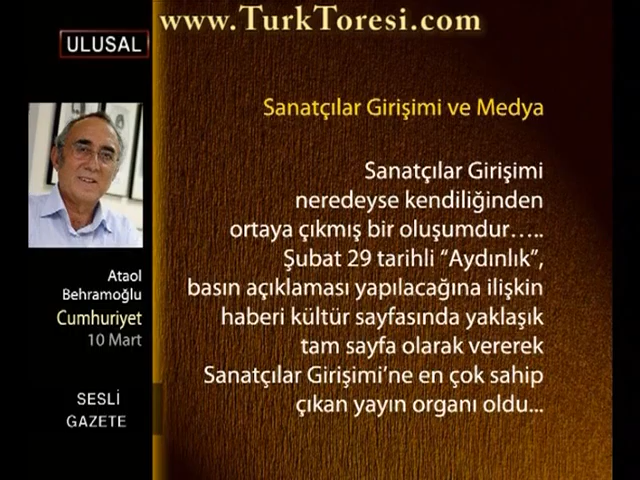 www.TurkToresi.com
ULUSAL
Sanatçılar Girişimi ve Medya
Sanatçılar Girişimi
neredeyse kendiliğinden
ortaya çıkmış bir oluşumdur…..
Şubat 29 tarihli “Aydınlık”,
basın açıklaması yapılacağına ilişkin
haberi kültür sayfasında yaklaşık
tam sayfa olarak vererek
Sanatçılar Girişimi’ne en çok sahip
çıkan yayın organı oldu...
Ataol
Behramoğlu
Cumhuriyet
10 Mart
SESLİ
GAZETE